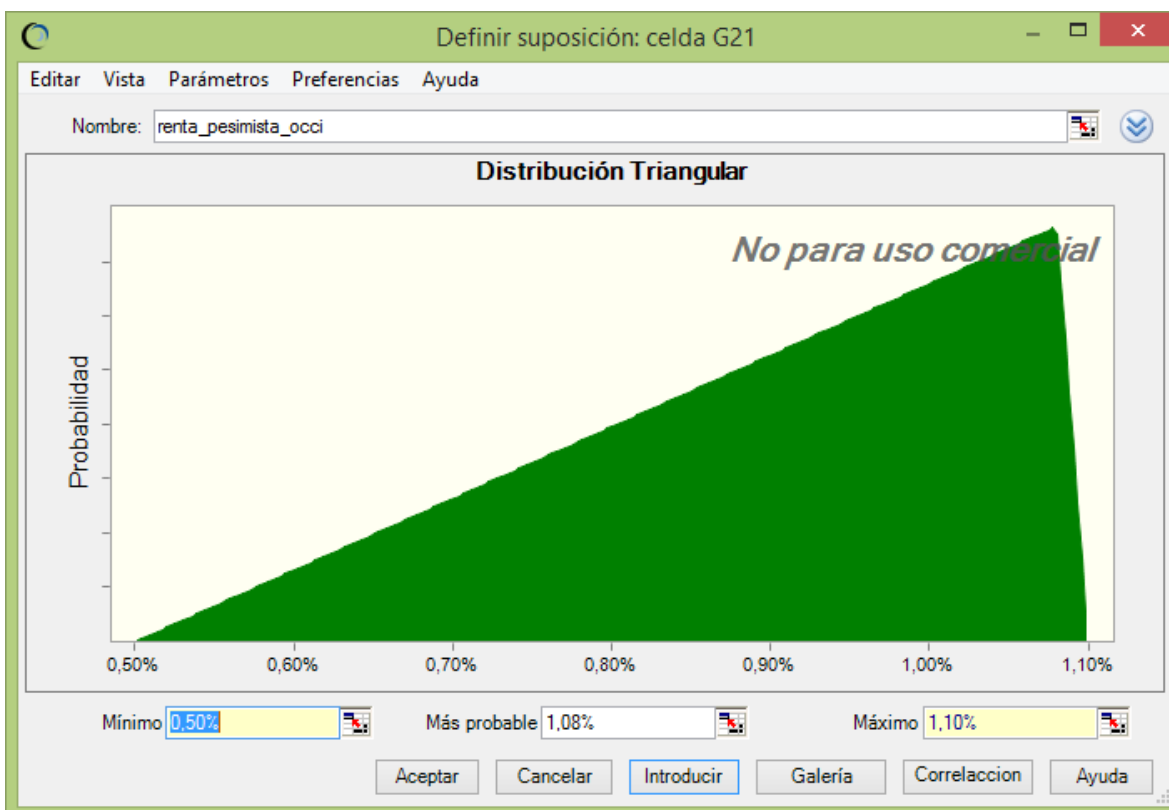 Definir suposición: celda G21
Editar Vista Parámetros Preferencias Ayuda
Nombre: renta_pesimista_occi
Distribución Triangular
No para uso comercial
Probabilidad
0,50% 0,60% 0,70% 0,80% 0,90% 1,00% 1,10%
Mínimo 0,50% Más probable 1,08% Máximo 1,10%
Aceptar Cancelar Introducir Galería Correlaccion Ayuda